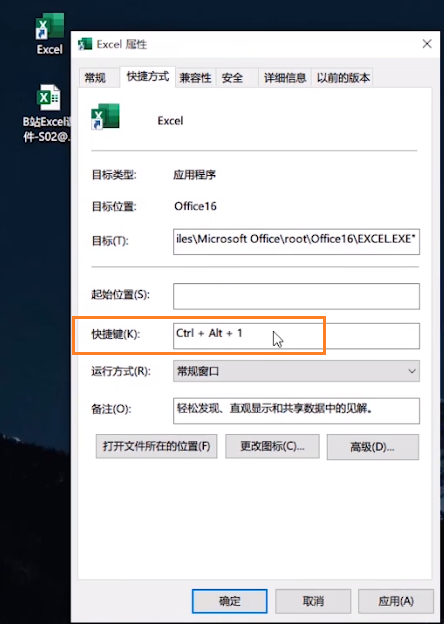 Excel
B站Excel课
件-S02@.
Excel 属性
常规 快捷方式 兼容性 安全 详细信息 以前的版本
Excel
目标类型: 应用程序
目标位置: Office16
目标(T): iles\Microsoft Office\root\Office16\EXCEL.EXE"
起始位置(S):
快捷键(K): Ctrl + Alt + 1
运行方式(R): 常规窗口
备注(O): 轻松发现、直观显示和共享数据中的见解。
打开文件所在的位置(F) 更改图标(C)... 高级(D)...
确定 取消 应用(A)